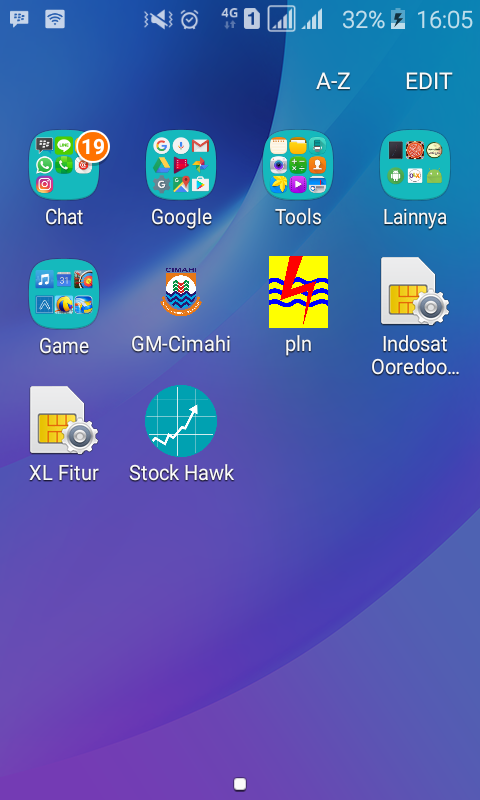 4G 1 32% 16:05
A-Z EDIT
19
Chat Google Tools Lainnya
CIMAHI
Game GM-Cimahi pln Indosat
Ooredoo...
XL Fitur Stock Hawk